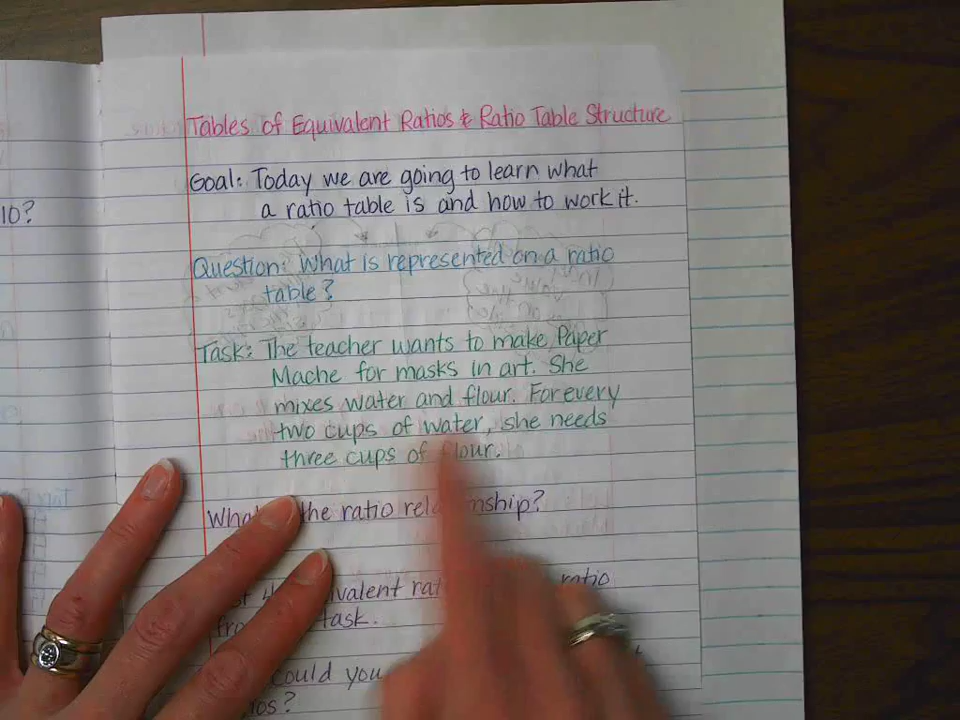 Tables of Equivalent Ratios & Ratio Table Structure
Goal: Today we are going to learn what
a ratio table is and how to work it.
10?
Question: What is represented on a ratio
table?
Task: The teacher wants to make Paper
Mache for masks in art. She
mixes water and flour. For every
two cups of water, she needs
three cups of flour.
the ratio relationship?
ratio
task.
could you